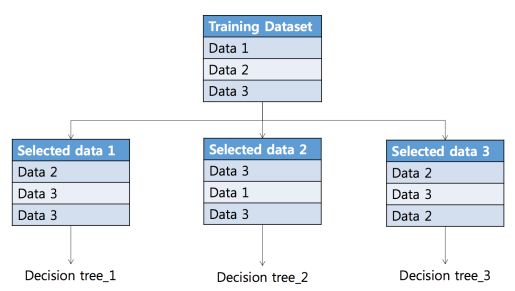 Training Dataset
Data 1
Data 2
Data 3
Selected data 1
Data 2
Data 3
Data 3
Selected data 2
Data 3
Data 1
Data 3
Selected data 3
Data 2
Data 3
Data 2
Decision tree_1
Decision tree_2
Decision tree_3